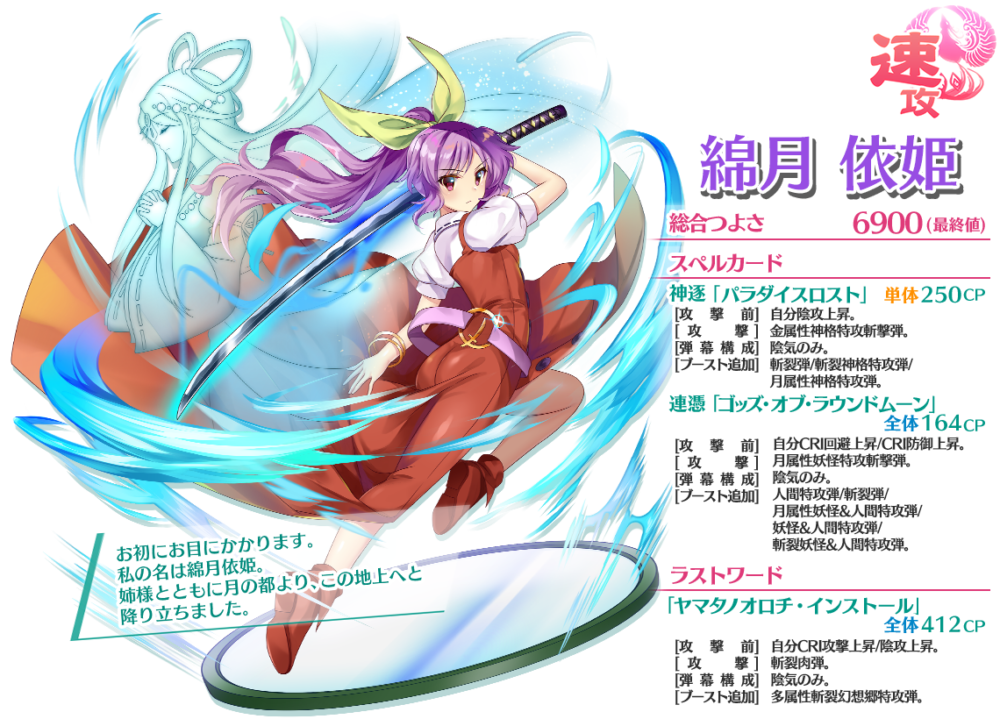 速攻
綿月 依姫
総合つよさ 6900(最終値)
スペルカード
神逐「パラダイスロスト」 単体250CP
[攻撃前] 自分陰攻上昇。
[攻撃] 金属性神格特攻斬撃弾。
[弾幕構成] 陰気のみ。
[ブースト追加] 斬裂弾/斬裂神格特攻弾/
月属性神格特攻弾。
連憑「ゴッズ・オブ・ラウンドムーン」
全体164CP
[攻撃前] 自分CRI回避上昇/CRI防御上昇。
[攻撃] 月属性妖怪特攻斬撃弾。
[弾幕構成] 陰気のみ。
[ブースト追加] 人間特攻弾/斬裂弾/
月属性妖怪&人間特攻弾/
妖怪&人間特攻弾/
斬裂妖怪&人間特攻弾。
ラストワード
「ヤマタノオロチ・インストール」
全体412CP
[攻撃前] 自分CRI攻撃上昇/陰攻上昇。
[攻撃] 斬裂肉弾。
[弾幕構成] 陰気のみ。
[ブースト追加] 多属性斬裂幻想郷特攻弾。
お初にお目にかかります。
私の名は綿月依姫。
姉様とともに月の都より、この地上へと
降り立ちました。